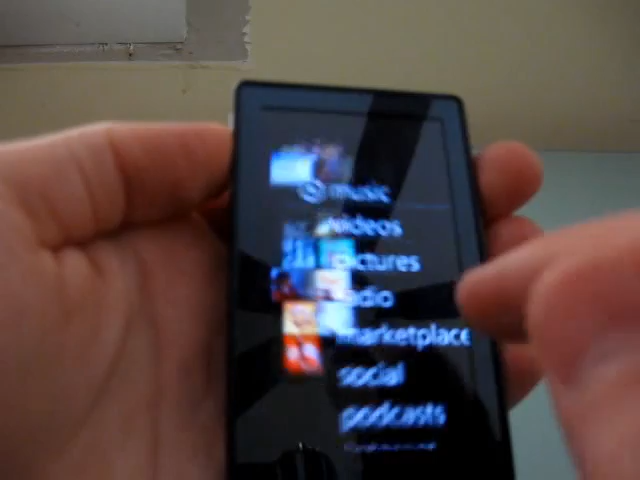 music
videos
pictures
radio
marketplace
social
podcasts